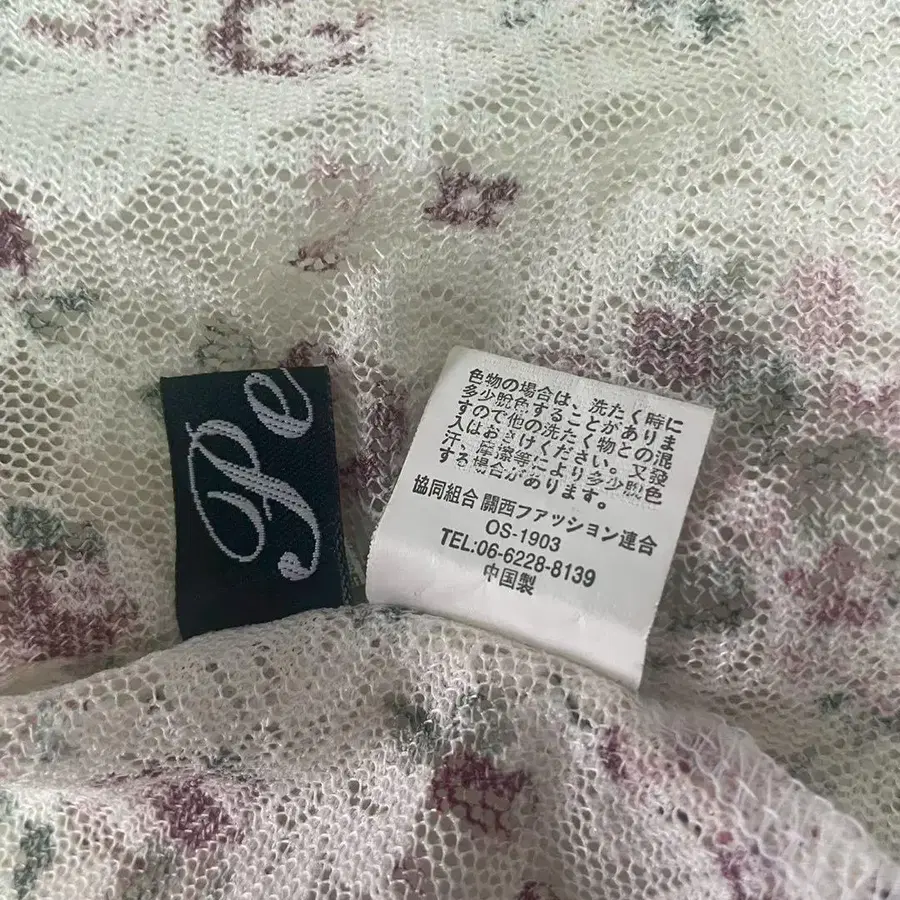 Pe
色物の場合は、洗たく時に
多少脱色することがありま
すので他の洗たく物との混
入はおさけください。又発
汗、摩擦等により多少脱色
する場合があります。
協同組合 關西ファッション連合
OS-1903
TEL:06-6228-8139
中国製